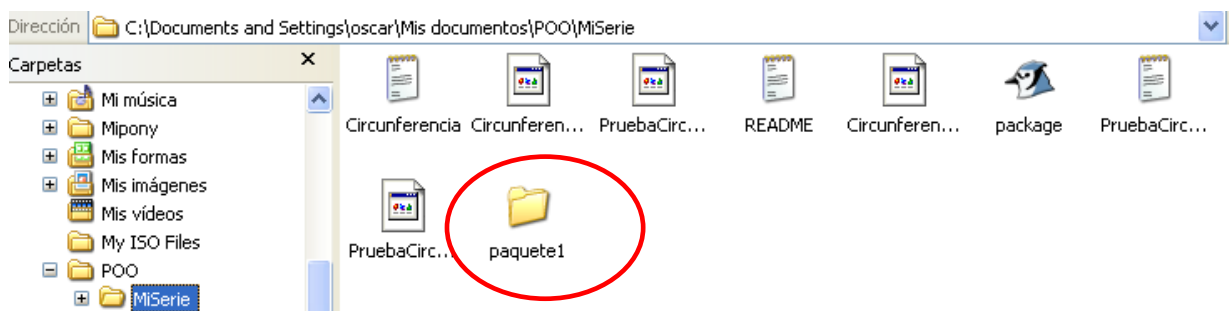 Dirección C:\Documents and Settings\oscar\Mis documentos\POO\MiSerie
Carpetas
Mi música
Mipony
Mis formas
Mis imágenes
Mis vídeos
My ISO Files
POO
MiSerie
Circunferencia Circunferen... PruebaCirc... README Circunferen... package PruebaCirc...
PruebaCirc... paquete1